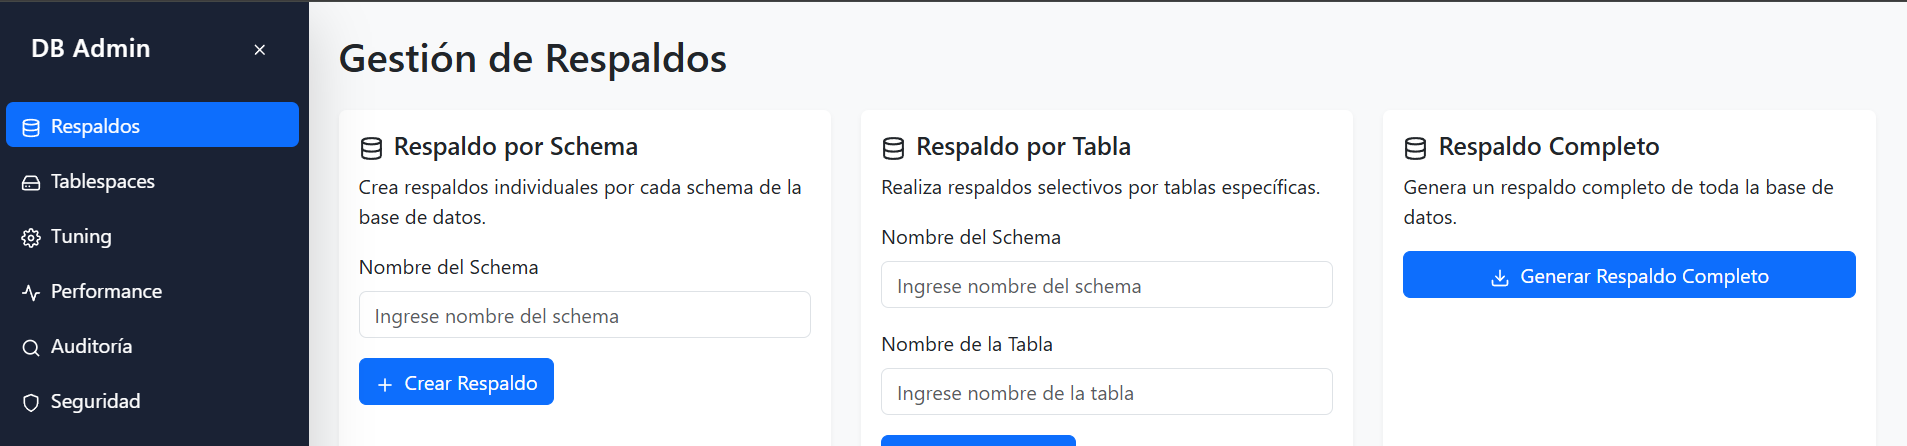 DB Admin
×
Respaldos
Tablespaces
Tuning
Performance
Auditoría
Seguridad
Gestión de Respaldos
Respaldo por Schema
Crea respaldos individuales por cada schema de la
base de datos.
Nombre del Schema
Ingrese nombre del schema
+ Crear Respaldo
Respaldo por Tabla
Realiza respaldos selectivos por tablas específicas.
Nombre del Schema
Ingrese nombre del schema
Nombre de la Tabla
Ingrese nombre de la tabla
Respaldo Completo
Genera un respaldo completo de toda la base de
datos.
Generar Respaldo Completo